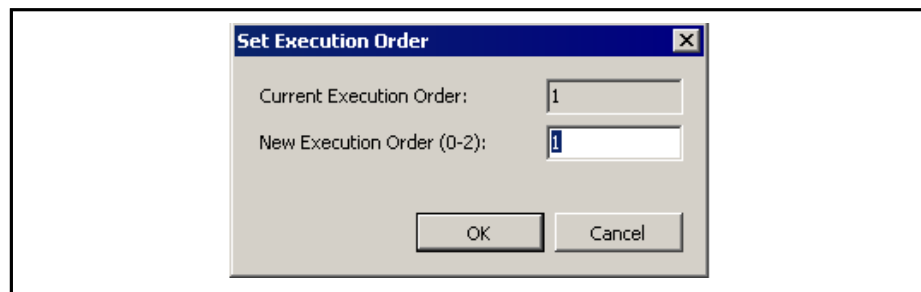 Set Execution Order
Current Execution Order: 1
New Execution Order (0-2): 1
OK Cancel